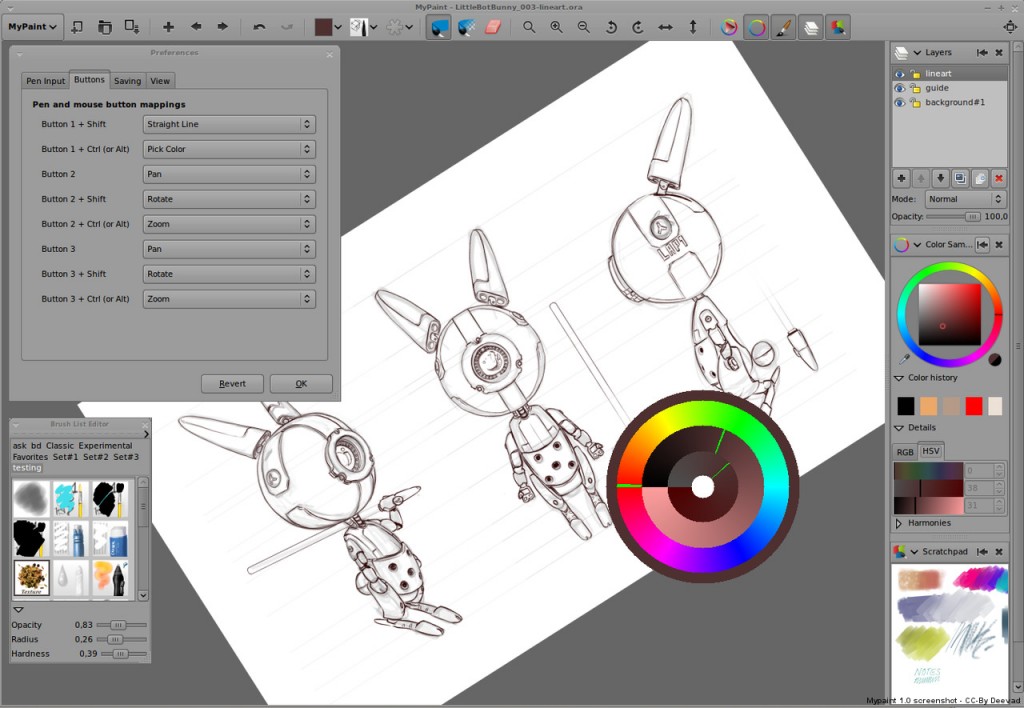 MyPaint - LittleBotBunny_003-lineart.ora
MyPaint
Preferences
Pen Input Buttons Saving View
Pen and mouse button mappings
Button 1 + Shift Straight Line
Button 1 + Ctrl (or Alt) Pick Color
Button 2 Pan
Button 2 + Shift Rotate
Button 2 + Ctrl (or Alt) Zoom
Button 3 Pan
Button 3 + Shift Rotate
Button 3 + Ctrl (or Alt) Zoom
Revert OK
Brush List Editor
ask bd Classic Experimental
Favorites Set#1 Set#2 Set#3
testing
Texture
Opacity 0,83
Radius 0,26
Hardness 0,39
Layers
lineart
guide
background#1
Mode: Normal
Opacity: 100,0
Color Sam...
Color history
Details
RGB HSV
0
38
31
Harmonies
Scratchpad
NOTES
Mypaint 1.0 screenshot - CC-By Deevad